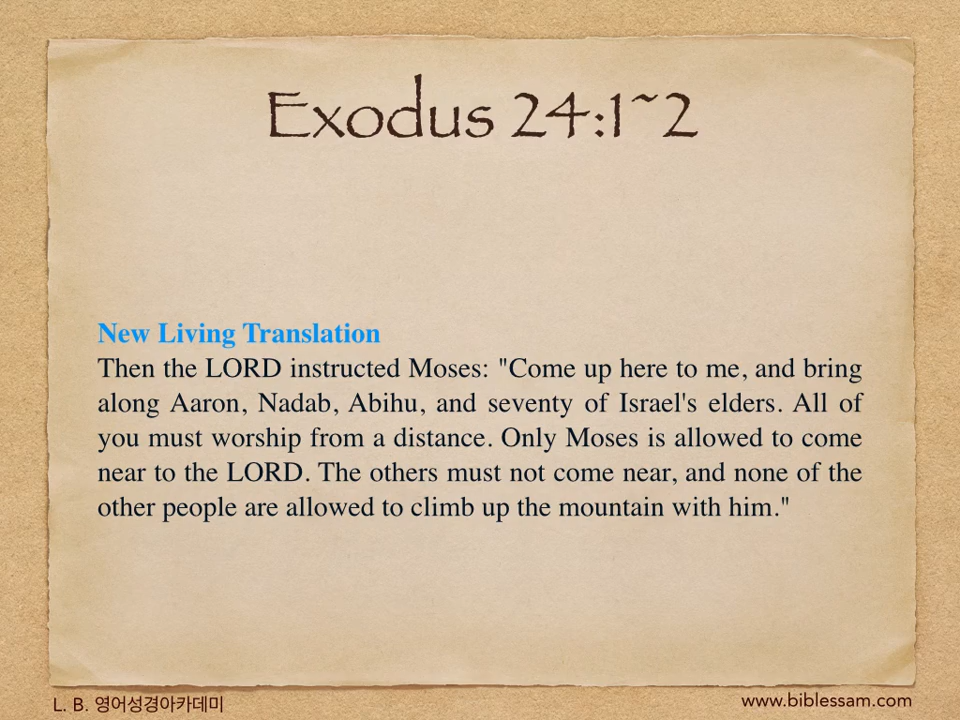 Exodus 24:1~2
New Living Translation
Then the LORD instructed Moses: "Come up here to me, and bring
along Aaron, Nadab, Abihu, and seventy of Israel's elders. All of
you must worship from a distance. Only Moses is allowed to come
near to the LORD. The others must not come near, and none of the
other people are allowed to climb up the mountain with him."
L. B. 영어성경아카데미
www.biblessam.com